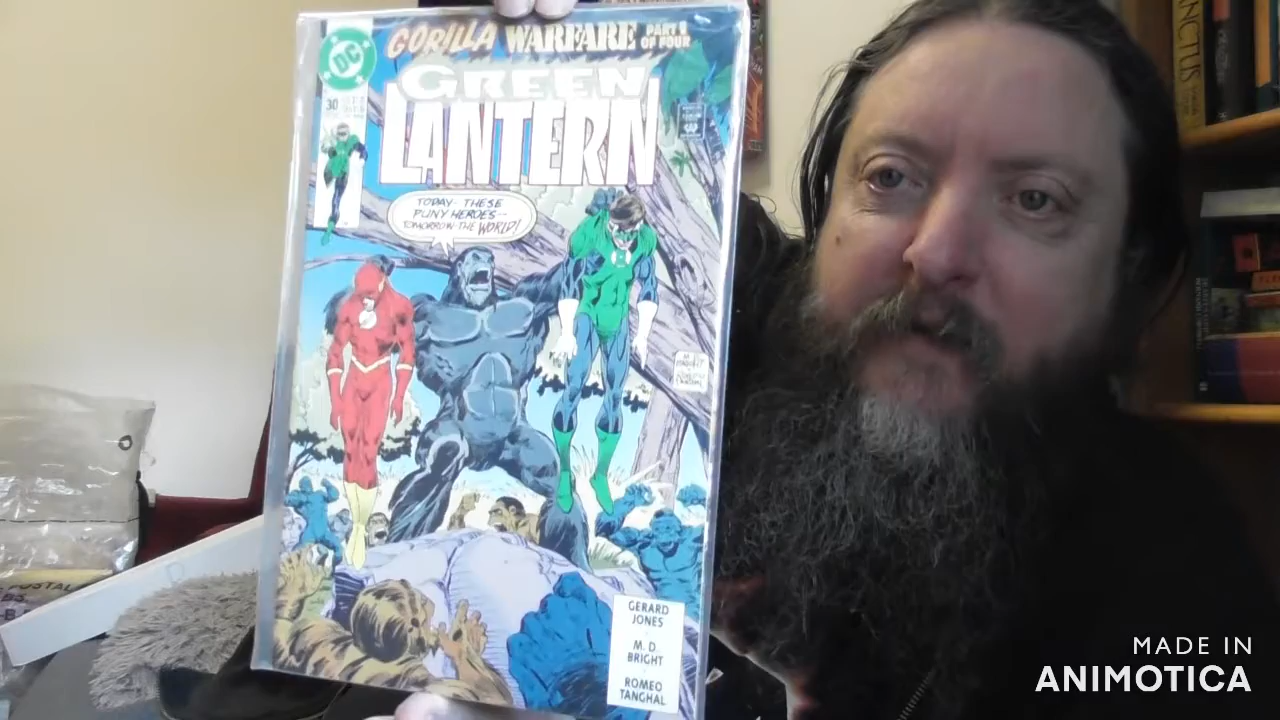 GORILLA WARFARE PART 1
OF FOUR
DC
GREEN
LANTERN
30
TODAY- THESE
PUNY HEROES--
TOMORROW-THE WORLD!
GERARD
JONES
M.D.
BRIGHT
ROMEO
TANGHAL
MADE IN
ANIMOTICA